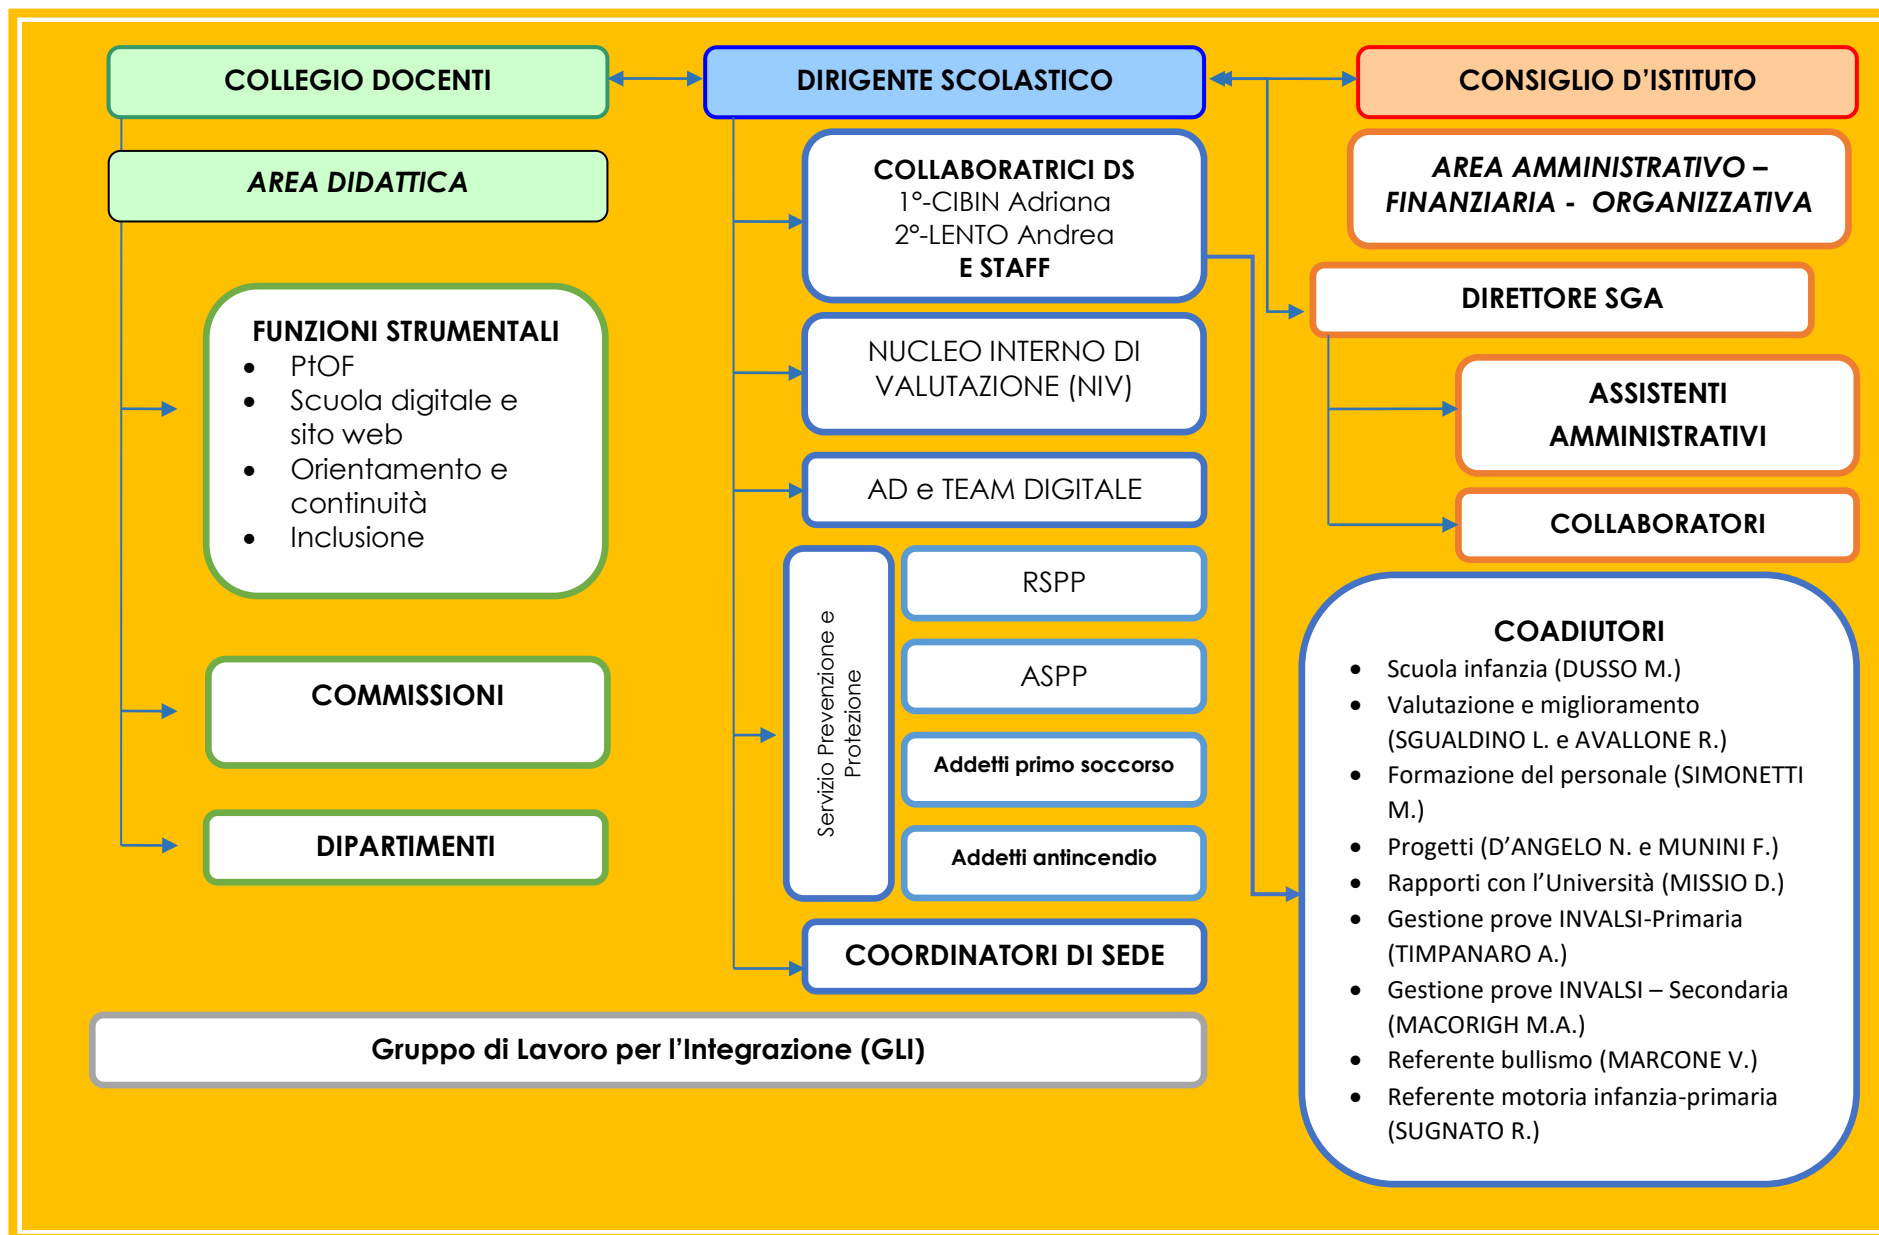 COLLEGIO DOCENTI
AREA DIDATTICA
FUNZIONI STRUMENTALI
• PtOF
• Scuola digitale e
sito web
• Orientamento e
continuità
• Inclusione
COMMISSIONI
DIPARTIMENTI
DIRIGENTE SCOLASTICO
COLLABORATRICI DS
1°-CIBIN Adriana
2°-LENTO Andrea
E STAFF
NUCLEO INTERNO DI
VALUTAZIONE (NIV)
AD e TEAM DIGITALE
Servizio Prevenzione e
Protezione
RSPP
ASPP
Addetti primo soccorso
Addetti antincendio
COORDINATORI DI SEDE
Gruppo di Lavoro per l’Integrazione (GLI)
CONSIGLIO D’ISTITUTO
AREA AMMINISTRATIVO –
FINANZIARIA - ORGANIZZATIVA
DIRETTORE SGA
ASSISTENTI
AMMINISTRATIVI
COLLABORATORI
COADIUTORI
• Scuola infanzia (DUSSO M.)
• Valutazione e miglioramento
(SGUALDINO L. e AVALLONE R.)
• Formazione del personale (SIMONETTI
M.)
• Progetti (D’ANGELO N. e MUNINI F.)
• Rapporti con l’Università (MISSIO D.)
• Gestione prove INVALSI-Primaria
(TIMPANARO A.)
• Gestione prove INVALSI – Secondaria
(MACORIGH M.A.)
• Referente bullismo (MARCONE V.)
• Referente motoria infanzia-primaria
(SUGNATO R.)